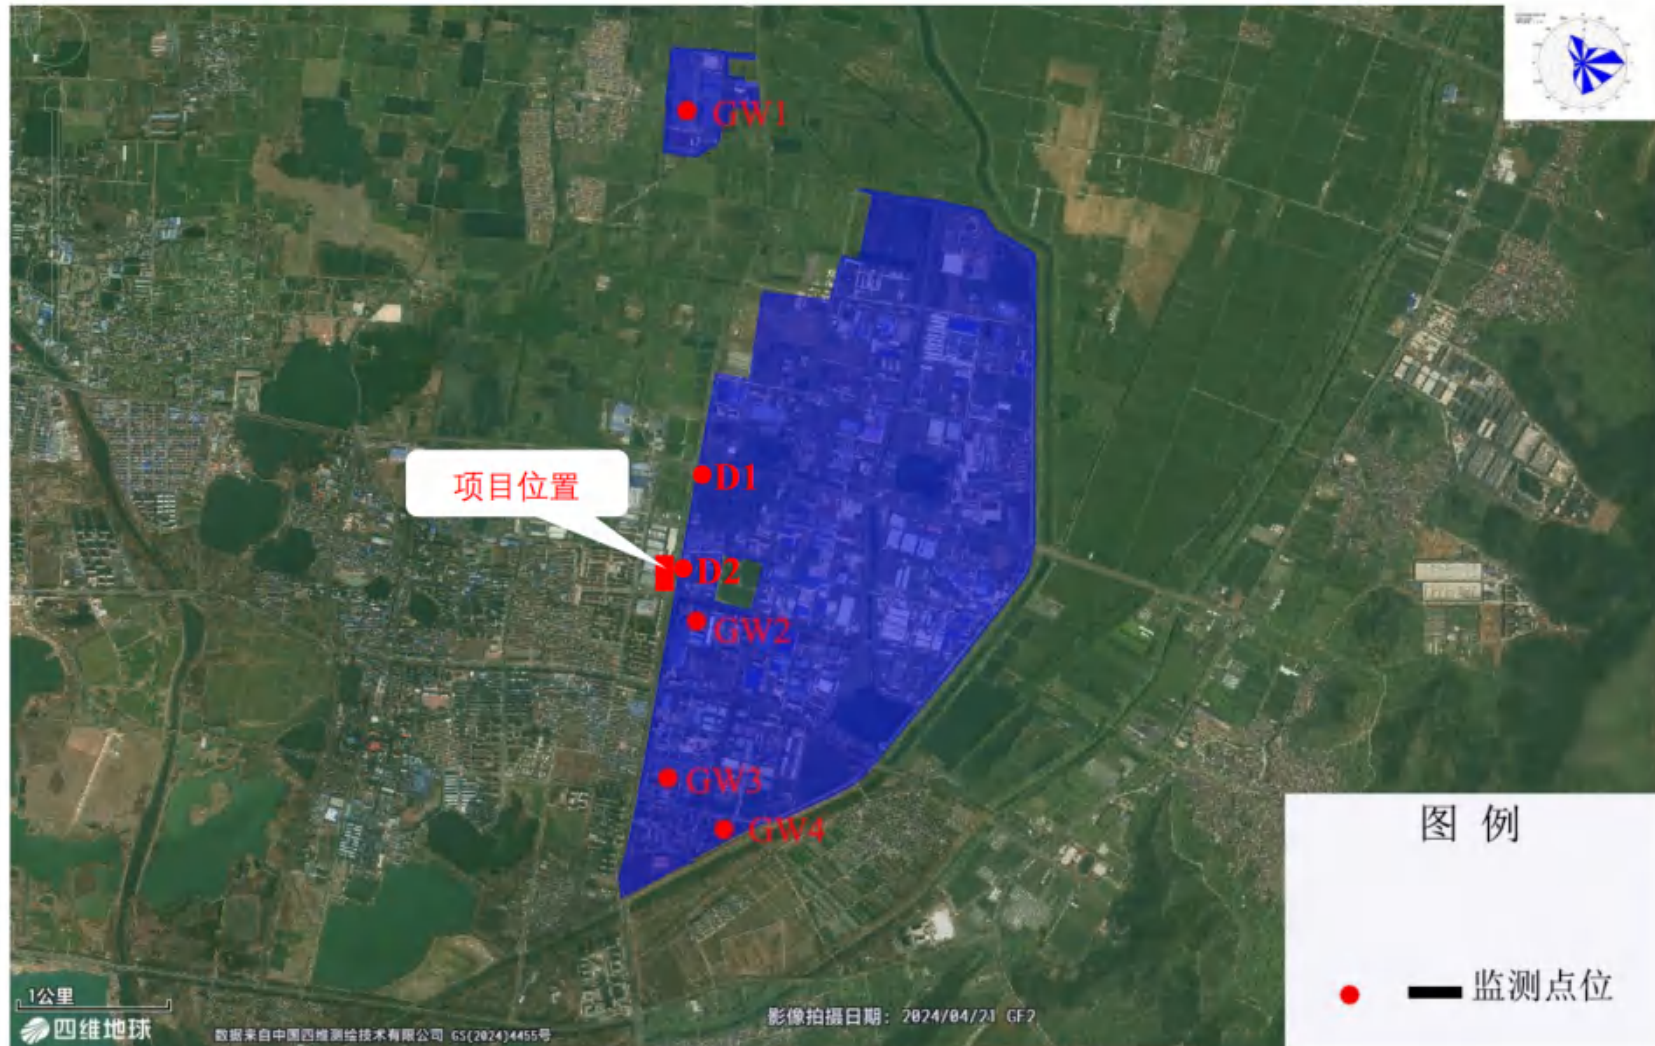 GW1
D1
项目位置
D2
GW2
GW3
GW4
图 例
监测点位
1公里
四维地球
数据来自中国四维测绘技术有限公司 GS(2024)4455号
影像拍摄日期: 2024/04/21 GF2